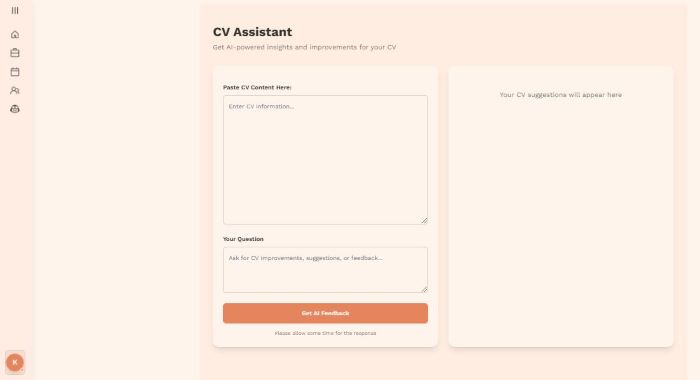 CV Assistant
Get AI-powered insights and improvements for your CV
Paste CV Content Here:
Enter CV information...
Your Question
Ask for CV improvements, suggestions, or feedback...
Get AI Feedback
Please allow some time for the response
Your CV suggestions will appear here
K